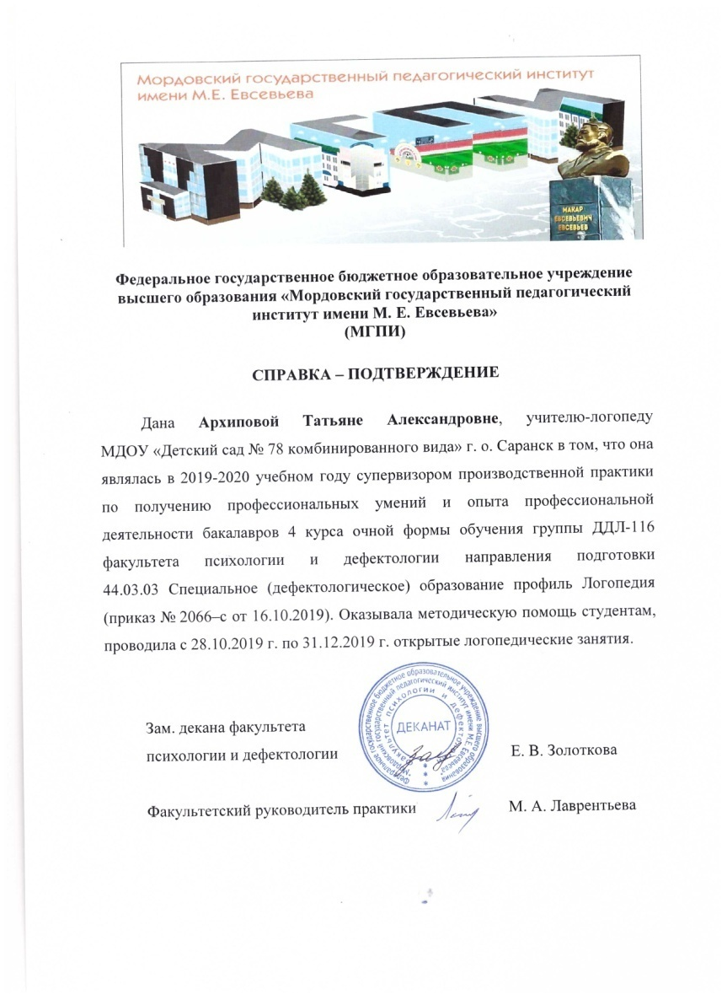 Мордовский государственный педагогический институт
имени М.Е. Евсевьева
МАКАР
ЕВСЕВЬЕВИЧ
ЕВСЕВЬЕВ
Федеральное государственное бюджетное образовательное учреждение
высшего образования «Мордовский государственный педагогический
институт имени М. Е. Евсевьева»
(МГПИ)
СПРАВКА – ПОДТВЕРЖДЕНИЕ
Дана Архиповой Татьяне Александровне, учителю-логопеду
МДОУ «Детский сад № 78 комбинированного вида» г. о. Саранск в том, что она
являлась в 2019-2020 учебном году супервизором производственной практики
по получению профессиональных умений и опыта профессиональной
деятельности бакалавров 4 курса очной формы обучения группы ДДЛ-116
факультета психологии и дефектологии направления подготовки
44.03.03 Специальное (дефектологическое) образование профиль Логопедия
(приказ № 2066–с от 16.10.2019). Оказывала методическую помощь студентам,
проводила с 28.10.2019 г. по 31.12.2019 г. открытые логопедические занятия.
Федеральное государственное бюджетное образовательное учреждение высшего образования
"Мордовский государственный педагогический институт имени М.Е. Евсевьева"
факультет психологии и дефектологии
ДЕКАНАТ
Зам. декана факультета
психологии и дефектологии Е. В. Золоткова
Факультетский руководитель практики М. А. Лаврентьева